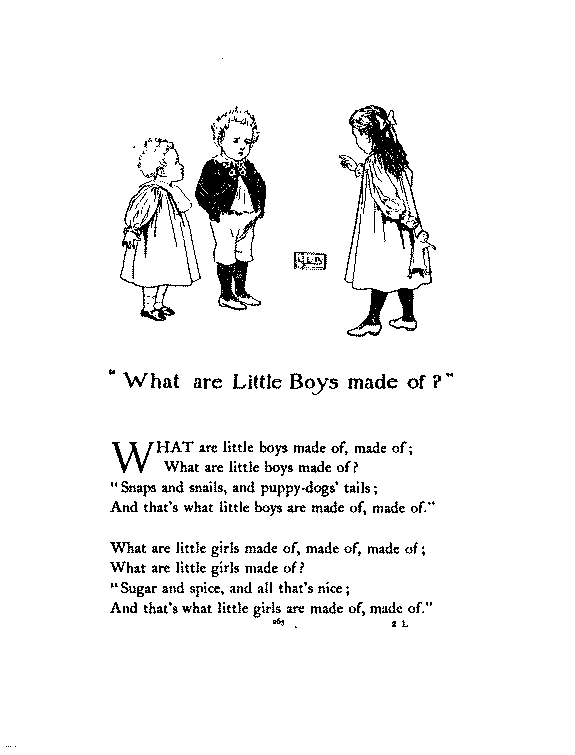 "What are Little Boys made of?"
WHAT are little boys made of, made of;
What are little boys made of?
"Snaps and snails, and puppy-dogs' tails;
And that's what little boys are made of, made of."
What are little girls made of, made of, made of;
What are little girls made of?
"Sugar and spice, and all that's nice;
And that's what little girls are made of, made of."
265 2 L